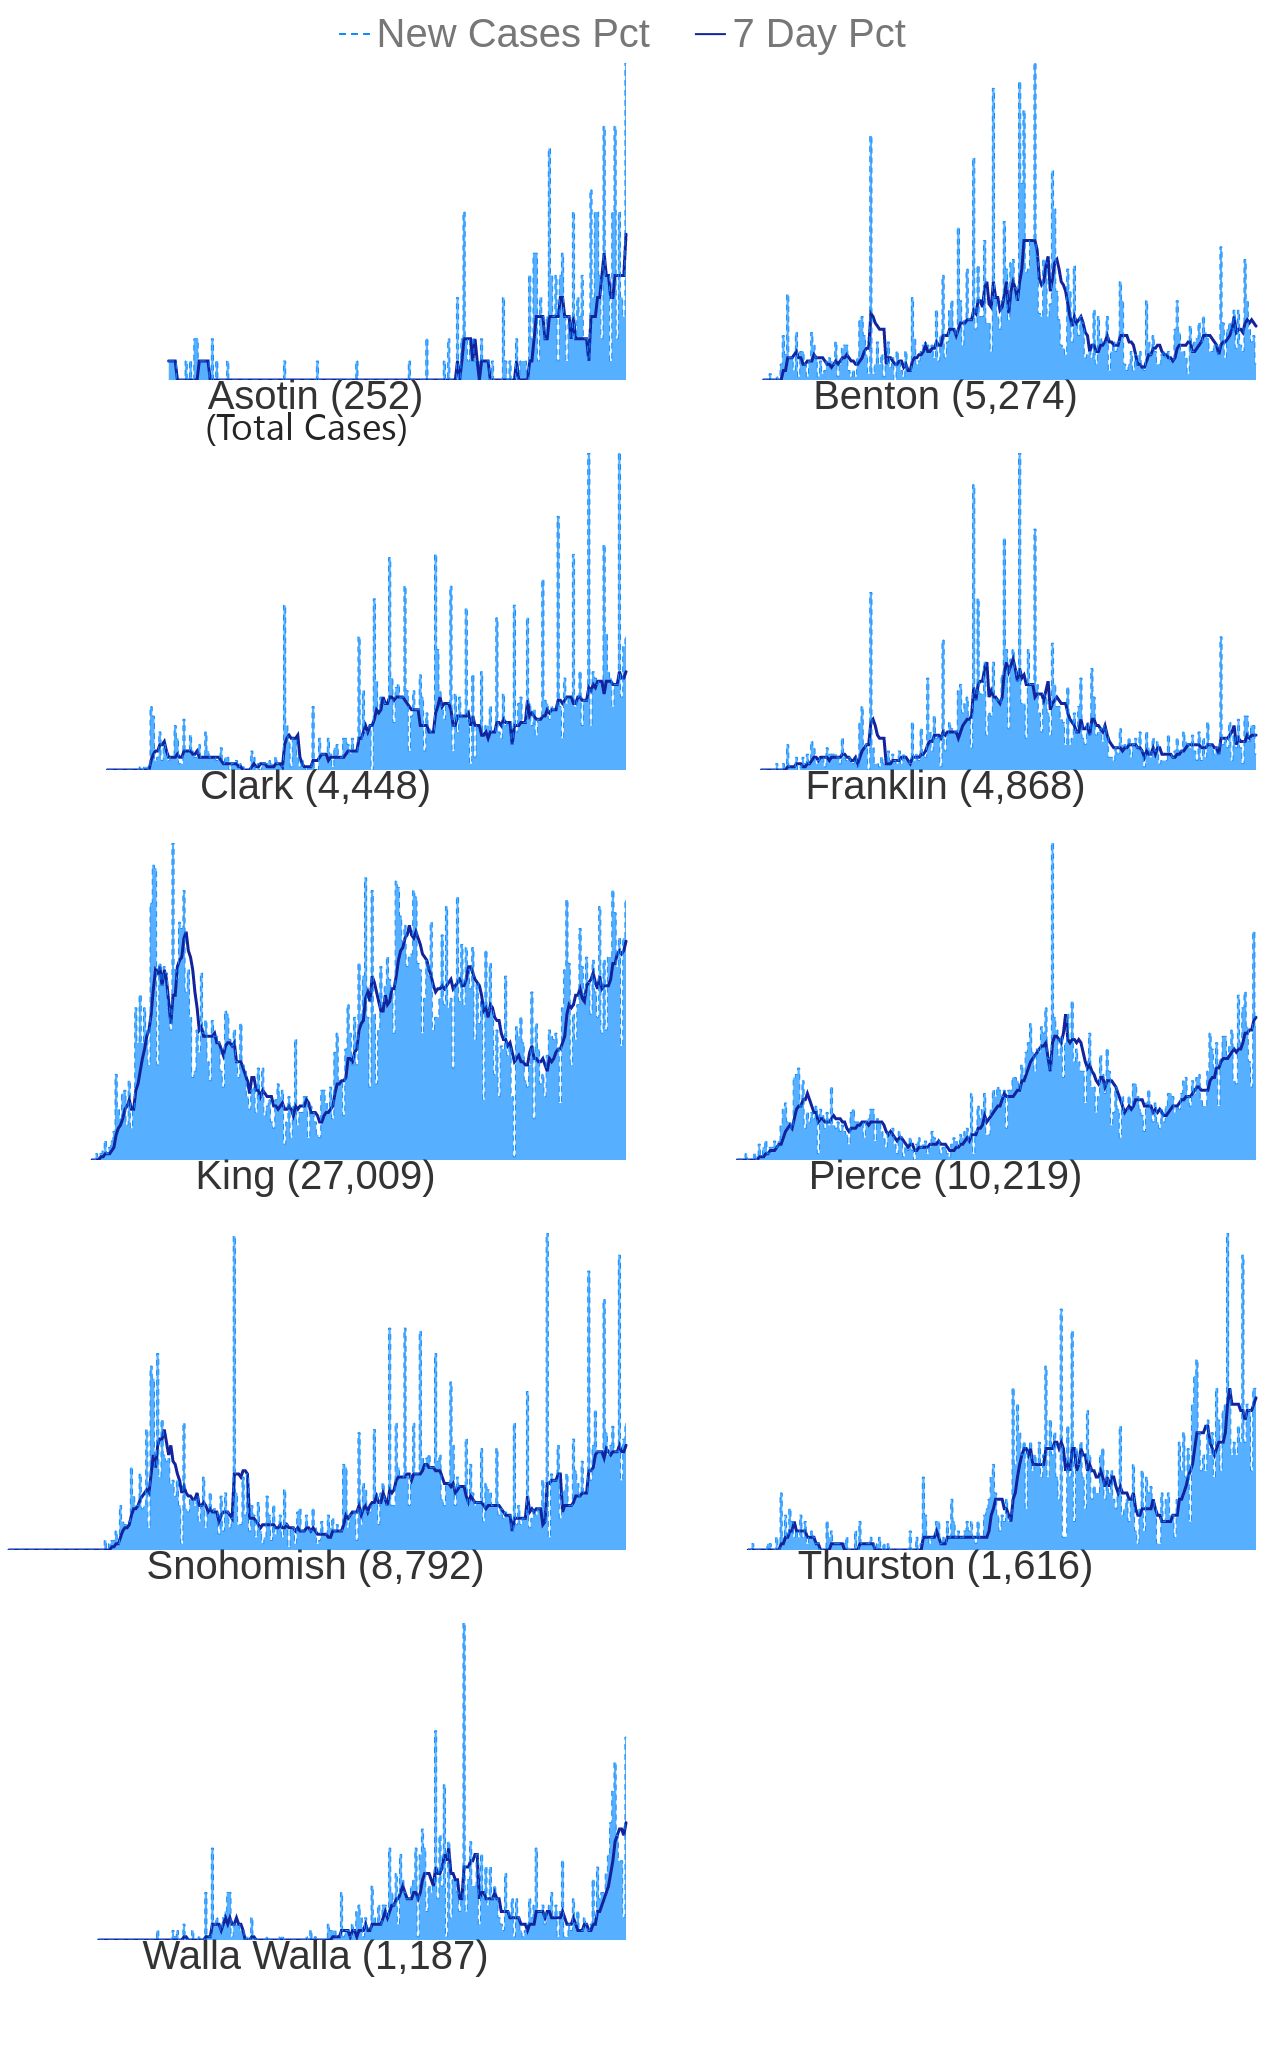 New Cases Pct 7 Day Pct
Asotin (252) Benton (5,274)
(Total Cases)
Clark (4,448) Franklin (4,868)
King (27,009) Pierce (10,219)
Snohomish (8,792) Thurston (1,616)
Walla Walla (1,187)